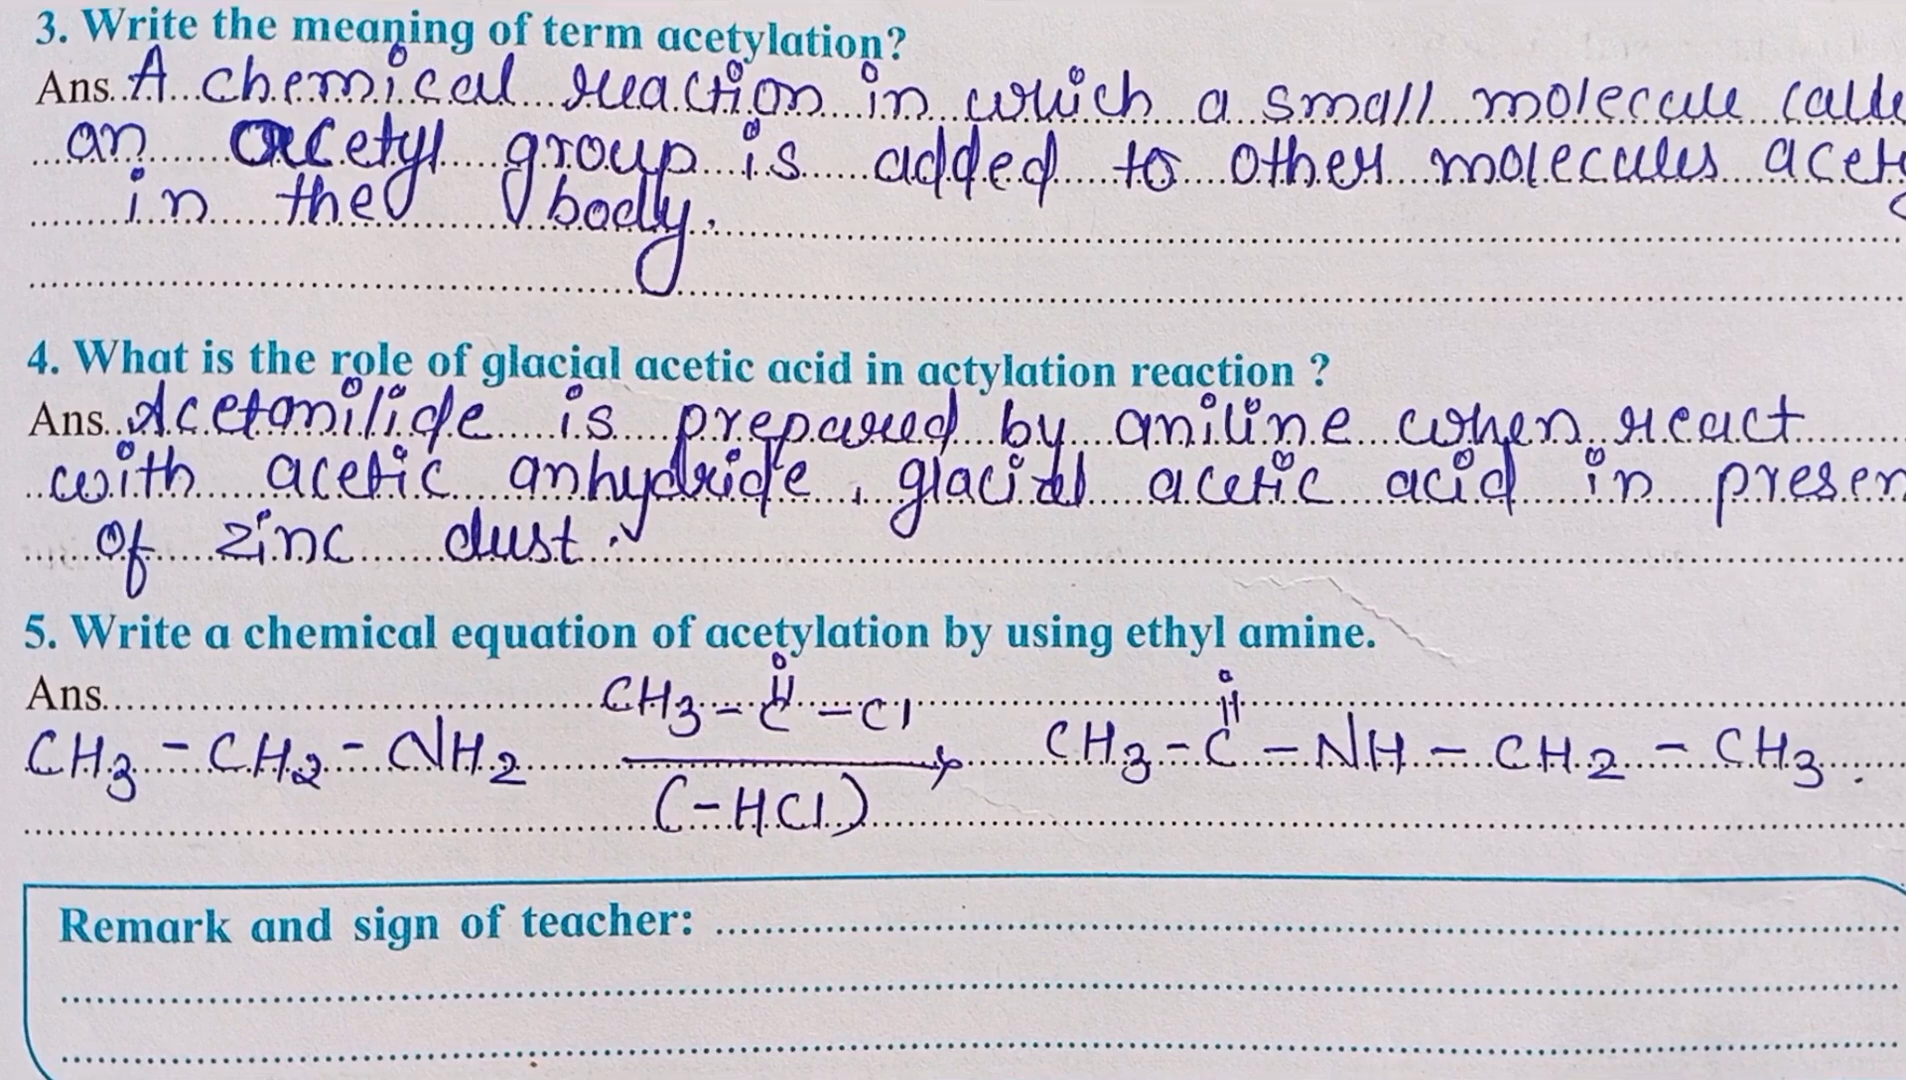 3. Write the meaning of term acetylation?
Ans. A chemical reaction in which a small molecule calle
an acetyl group is added to other molecules acety
in the body.
4. What is the role of glacial acetic acid in actylation reaction ?
Ans. Acetanilide is prepared by aniline when react
with acetic anhydride, glacial acetic acid in presen
of zinc dust.
5. Write a chemical equation of acetylation by using ethyl amine.
O O
Ans. CH3-C-Cl
CH3-CH2-NH2 → CH3-C-NH-CH2-CH3.
(-HCl)
Remark and sign of teacher: